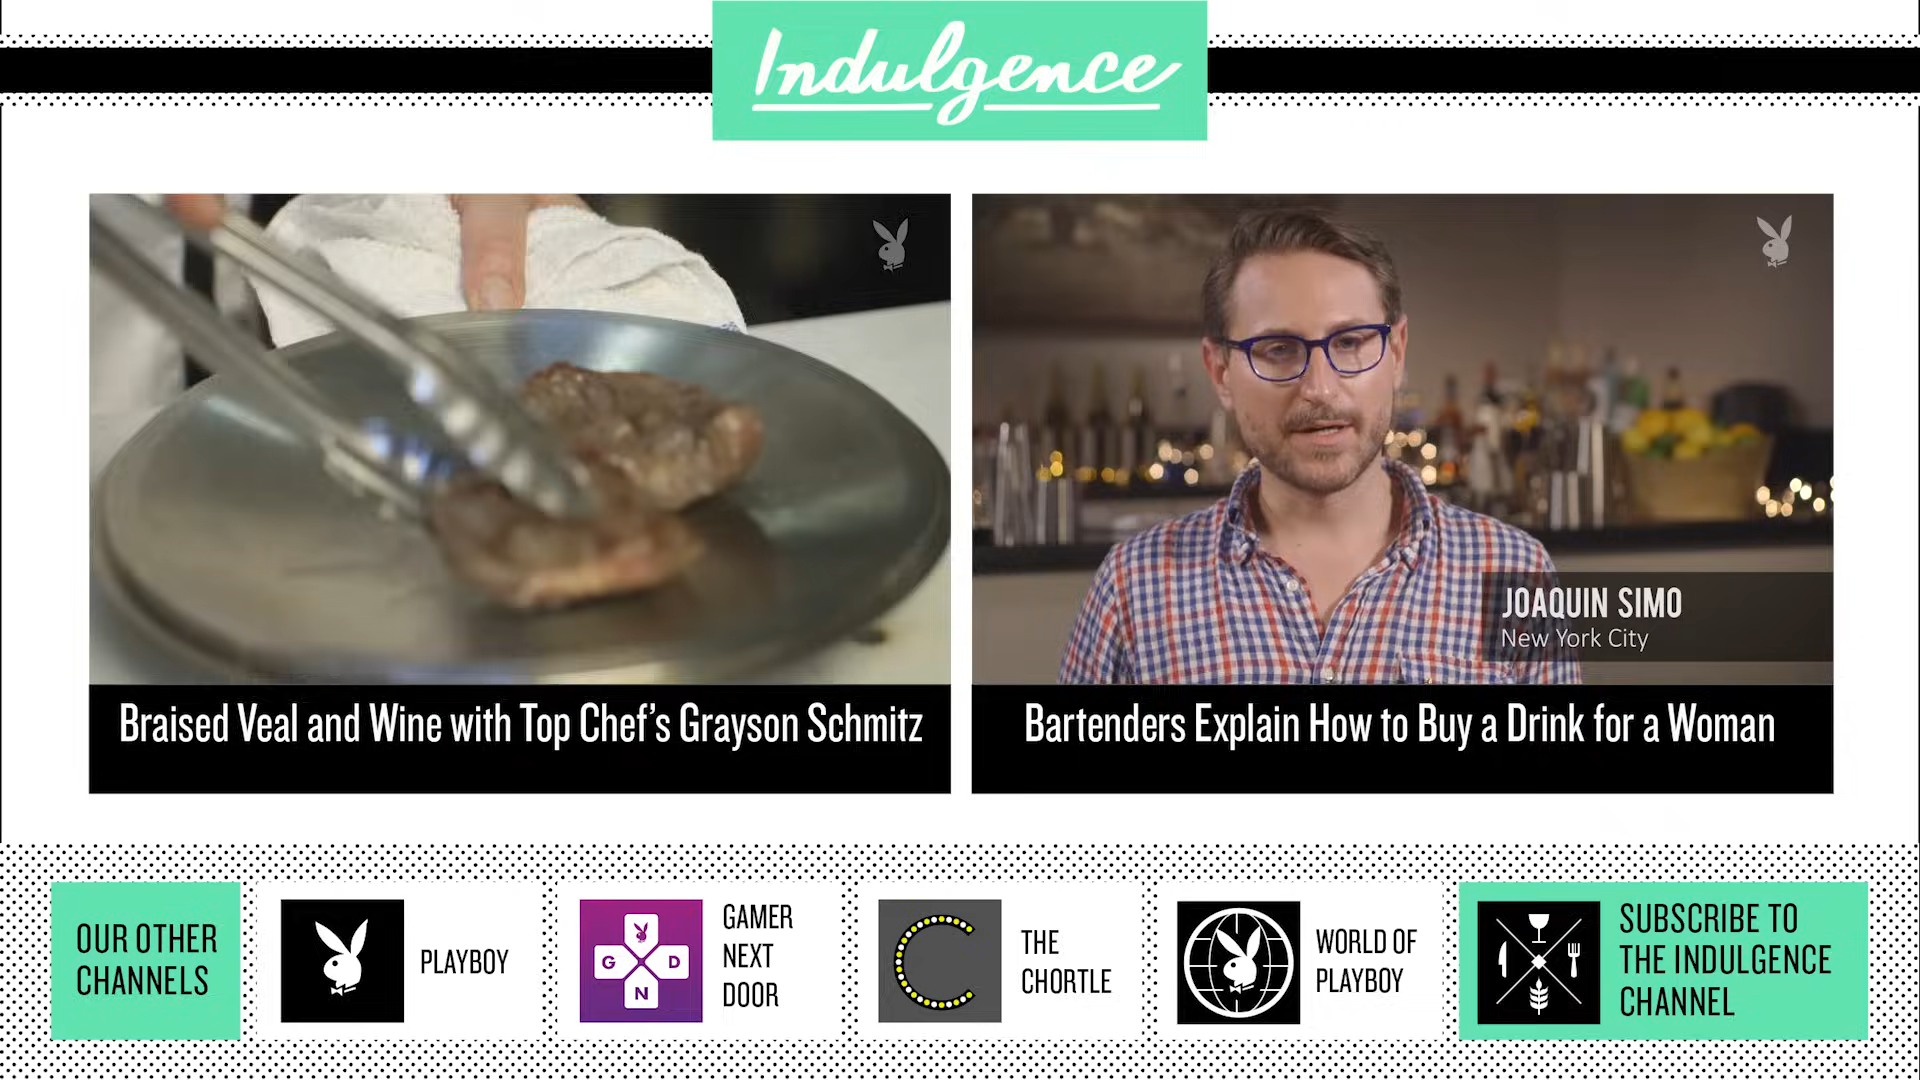 Indulgence
JOAQUIN SIMO
New York City
Braised Veal and Wine with Top Chef’s Grayson Schmitz
Bartenders Explain How to Buy a Drink for a Woman
OUR OTHER
CHANNELS
PLAYBOY
G D
N
GAMER
NEXT
DOOR
THE
CHORTLE
WORLD OF
PLAYBOY
SUBSCRIBE TO
THE INDULGENCE
CHANNEL